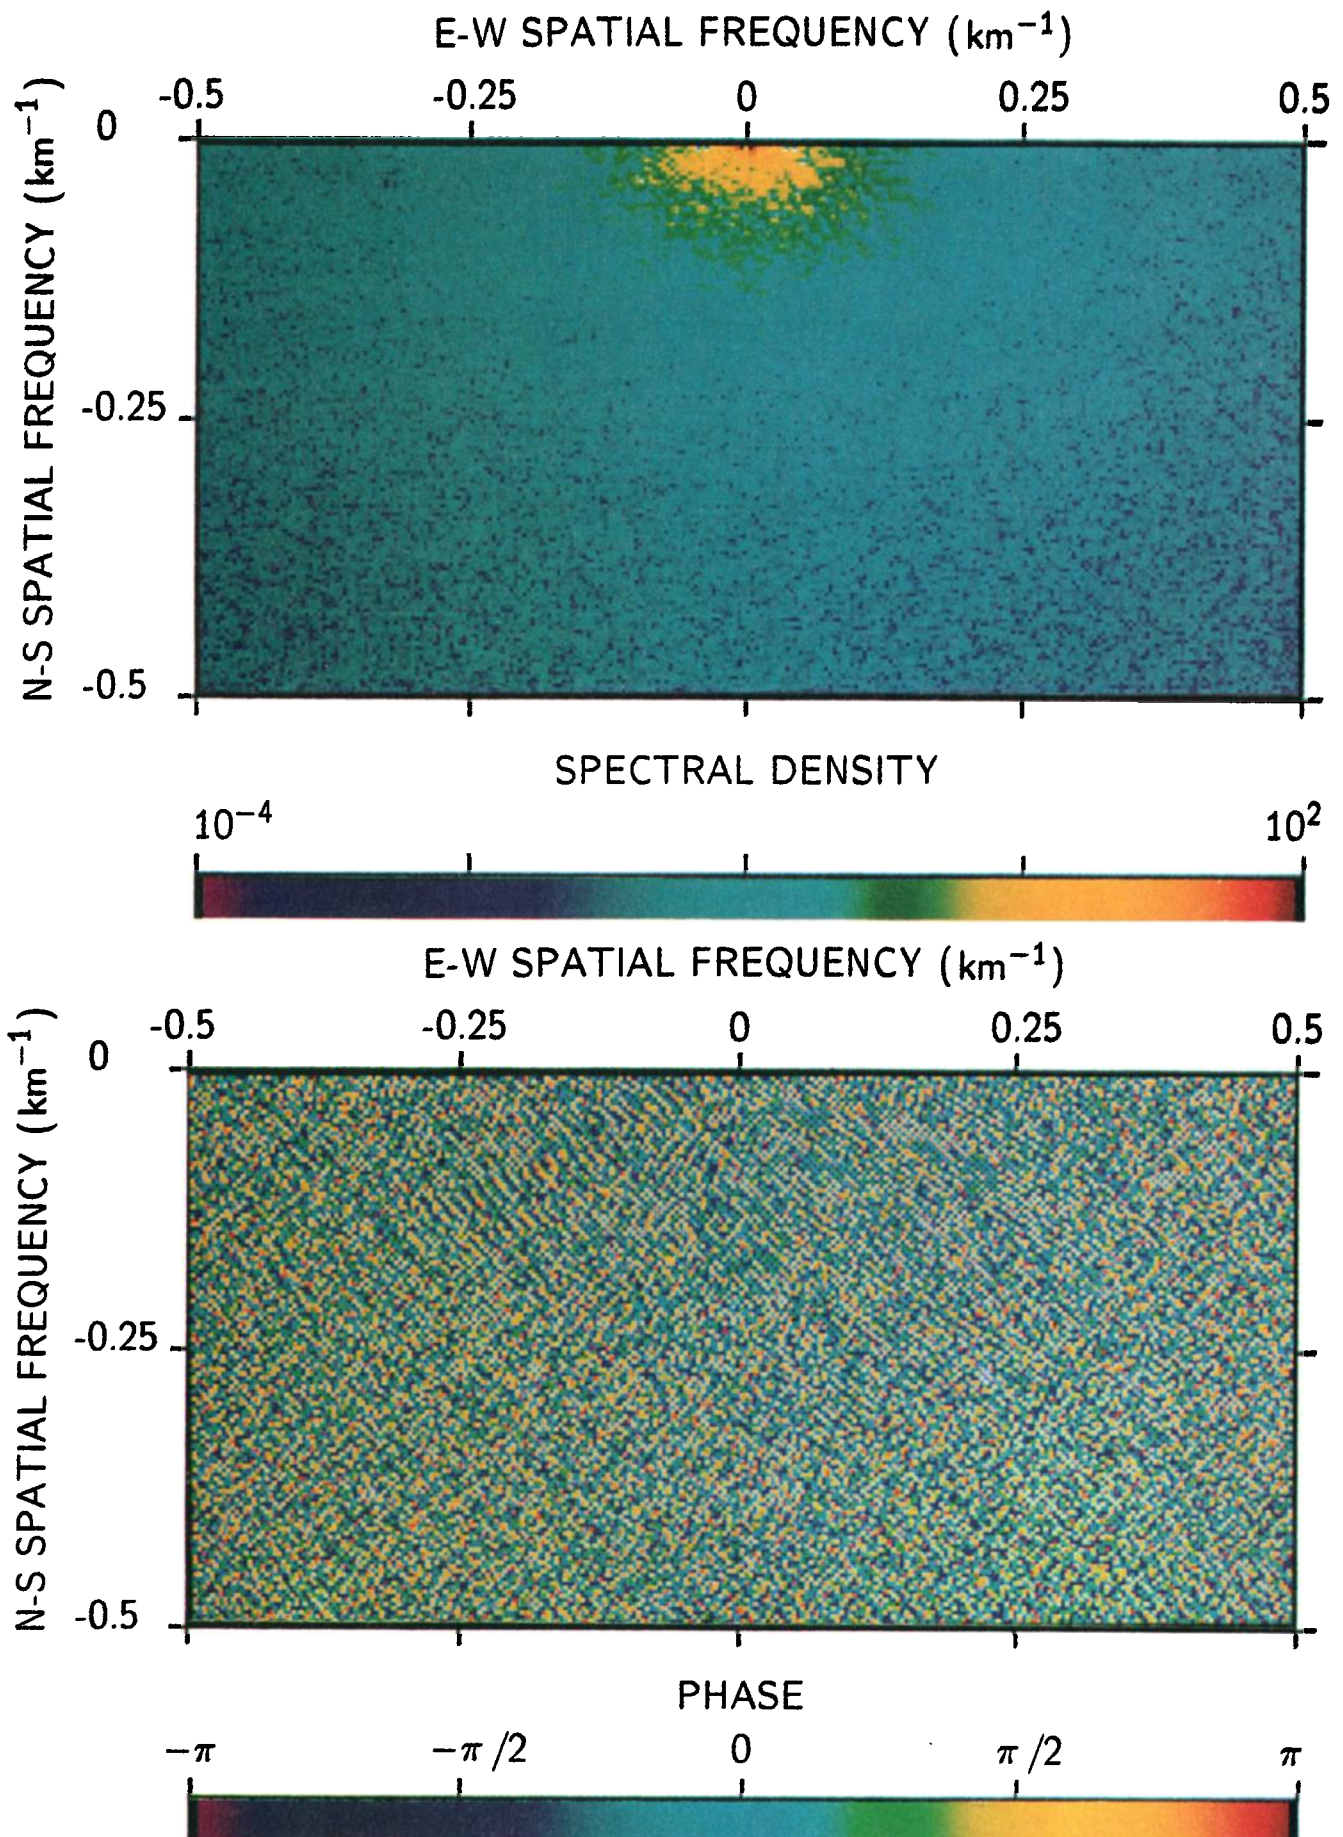 E-W SPATIAL FREQUENCY (km⁻¹)
-0.5 -0.25 0 0.25 0.5
N-S SPATIAL FREQUENCY (km⁻¹)
0
-0.25
-0.5
SPECTRAL DENSITY
10⁻⁴ 10²
E-W SPATIAL FREQUENCY (km⁻¹)
-0.5 -0.25 0 0.25 0.5
N-S SPATIAL FREQUENCY (km⁻¹)
0
-0.25
-0.5
PHASE
−π −π/2 0 π/2 π